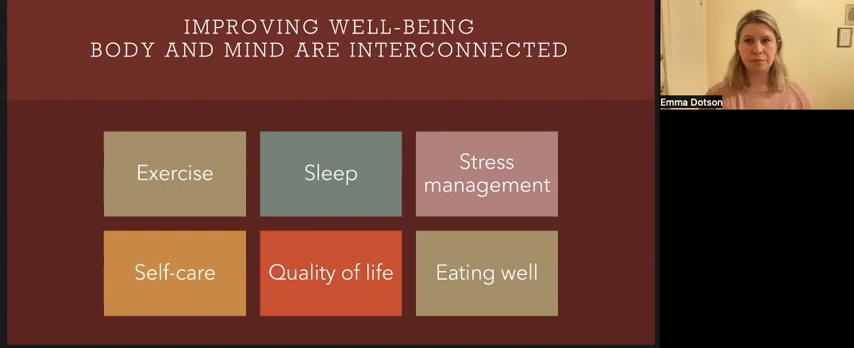 IMPROVING WELL-BEING
BODY AND MIND ARE INTERCONNECTED
Emma Dotson
Exercise
Sleep
Stress
management
Self-care
Quality of life
Eating well